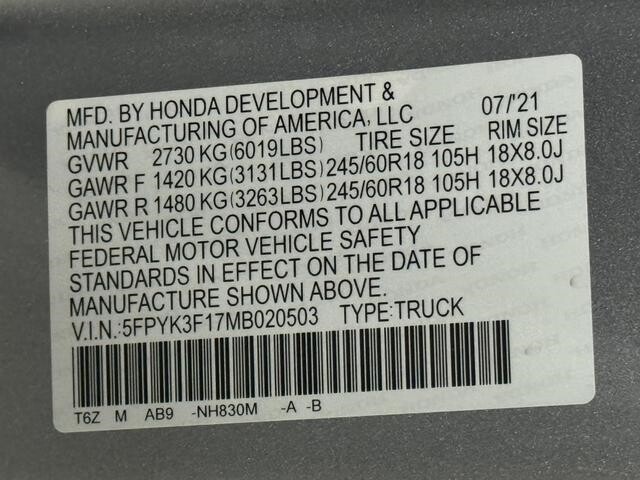 MFD. BY HONDA DEVELOPMENT &
MANUFACTURING OF AMERICA, LLC 07/'21
GVWR 2730 KG(6019LBS) TIRE SIZE RIM SIZE
GAWR F 1420 KG(3131LBS) 245/60R18 105H 18X8.0J
GAWR R 1480 KG(3263LBS) 245/60R18 105H 18X8.0J
THIS VEHICLE CONFORMS TO ALL APPLICABLE
FEDERAL MOTOR VEHICLE SAFETY
STANDARDS IN EFFECT ON THE DATE OF
MANUFACTURE SHOWN ABOVE.
V.I.N.:5FPYK3F17MB020503 TYPE:TRUCK
T6Z M AB9 -NH830M -A -B